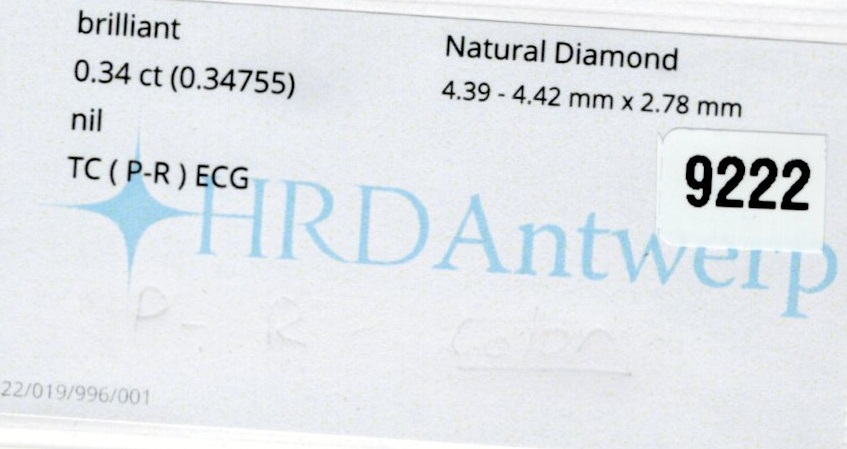 brilliant
Natural Diamond
0.34 ct (0.34755)
4.39 - 4.42 mm x 2.78 mm
nil
9222
TC ( P-R ) ECG
HRDAntwerp
P - R - Color
22/019/996/001